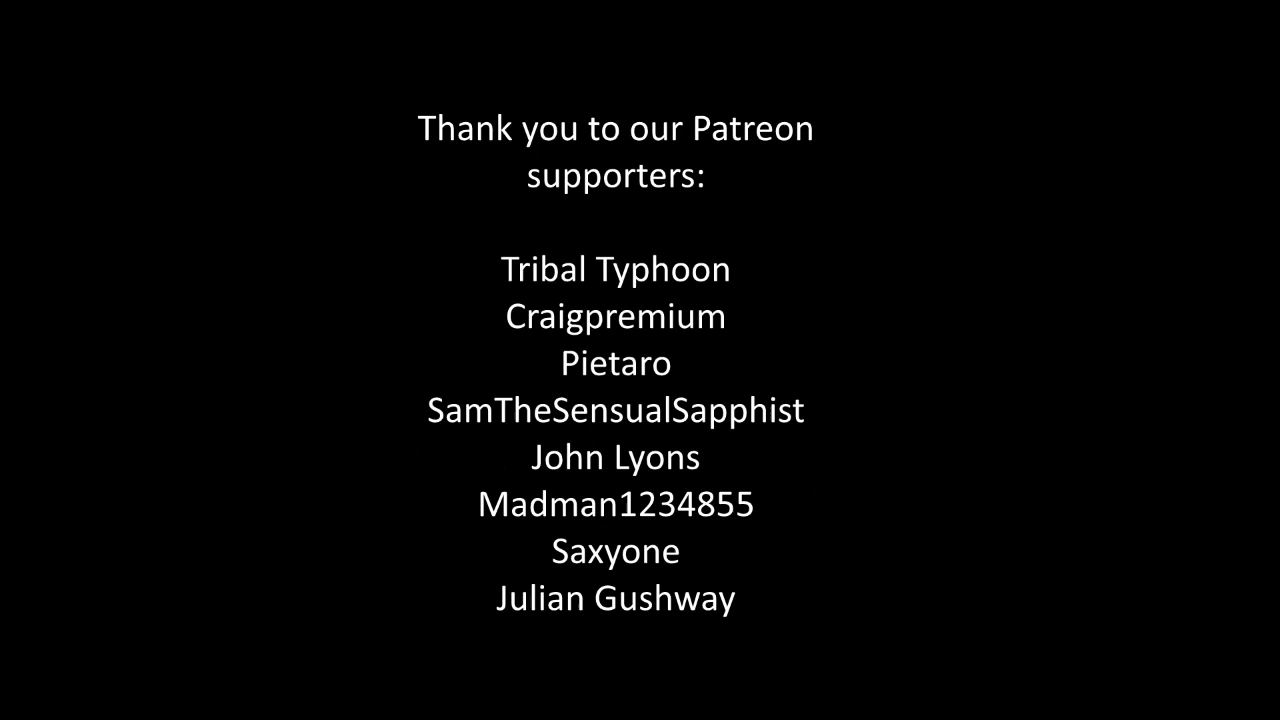 Thank you to our Patreon
supporters:
Tribal Typhoon
Craigpremium
Pietaro
SamTheSensualSapphist
John Lyons
Madman1234855
Saxyone
Julian Gushway